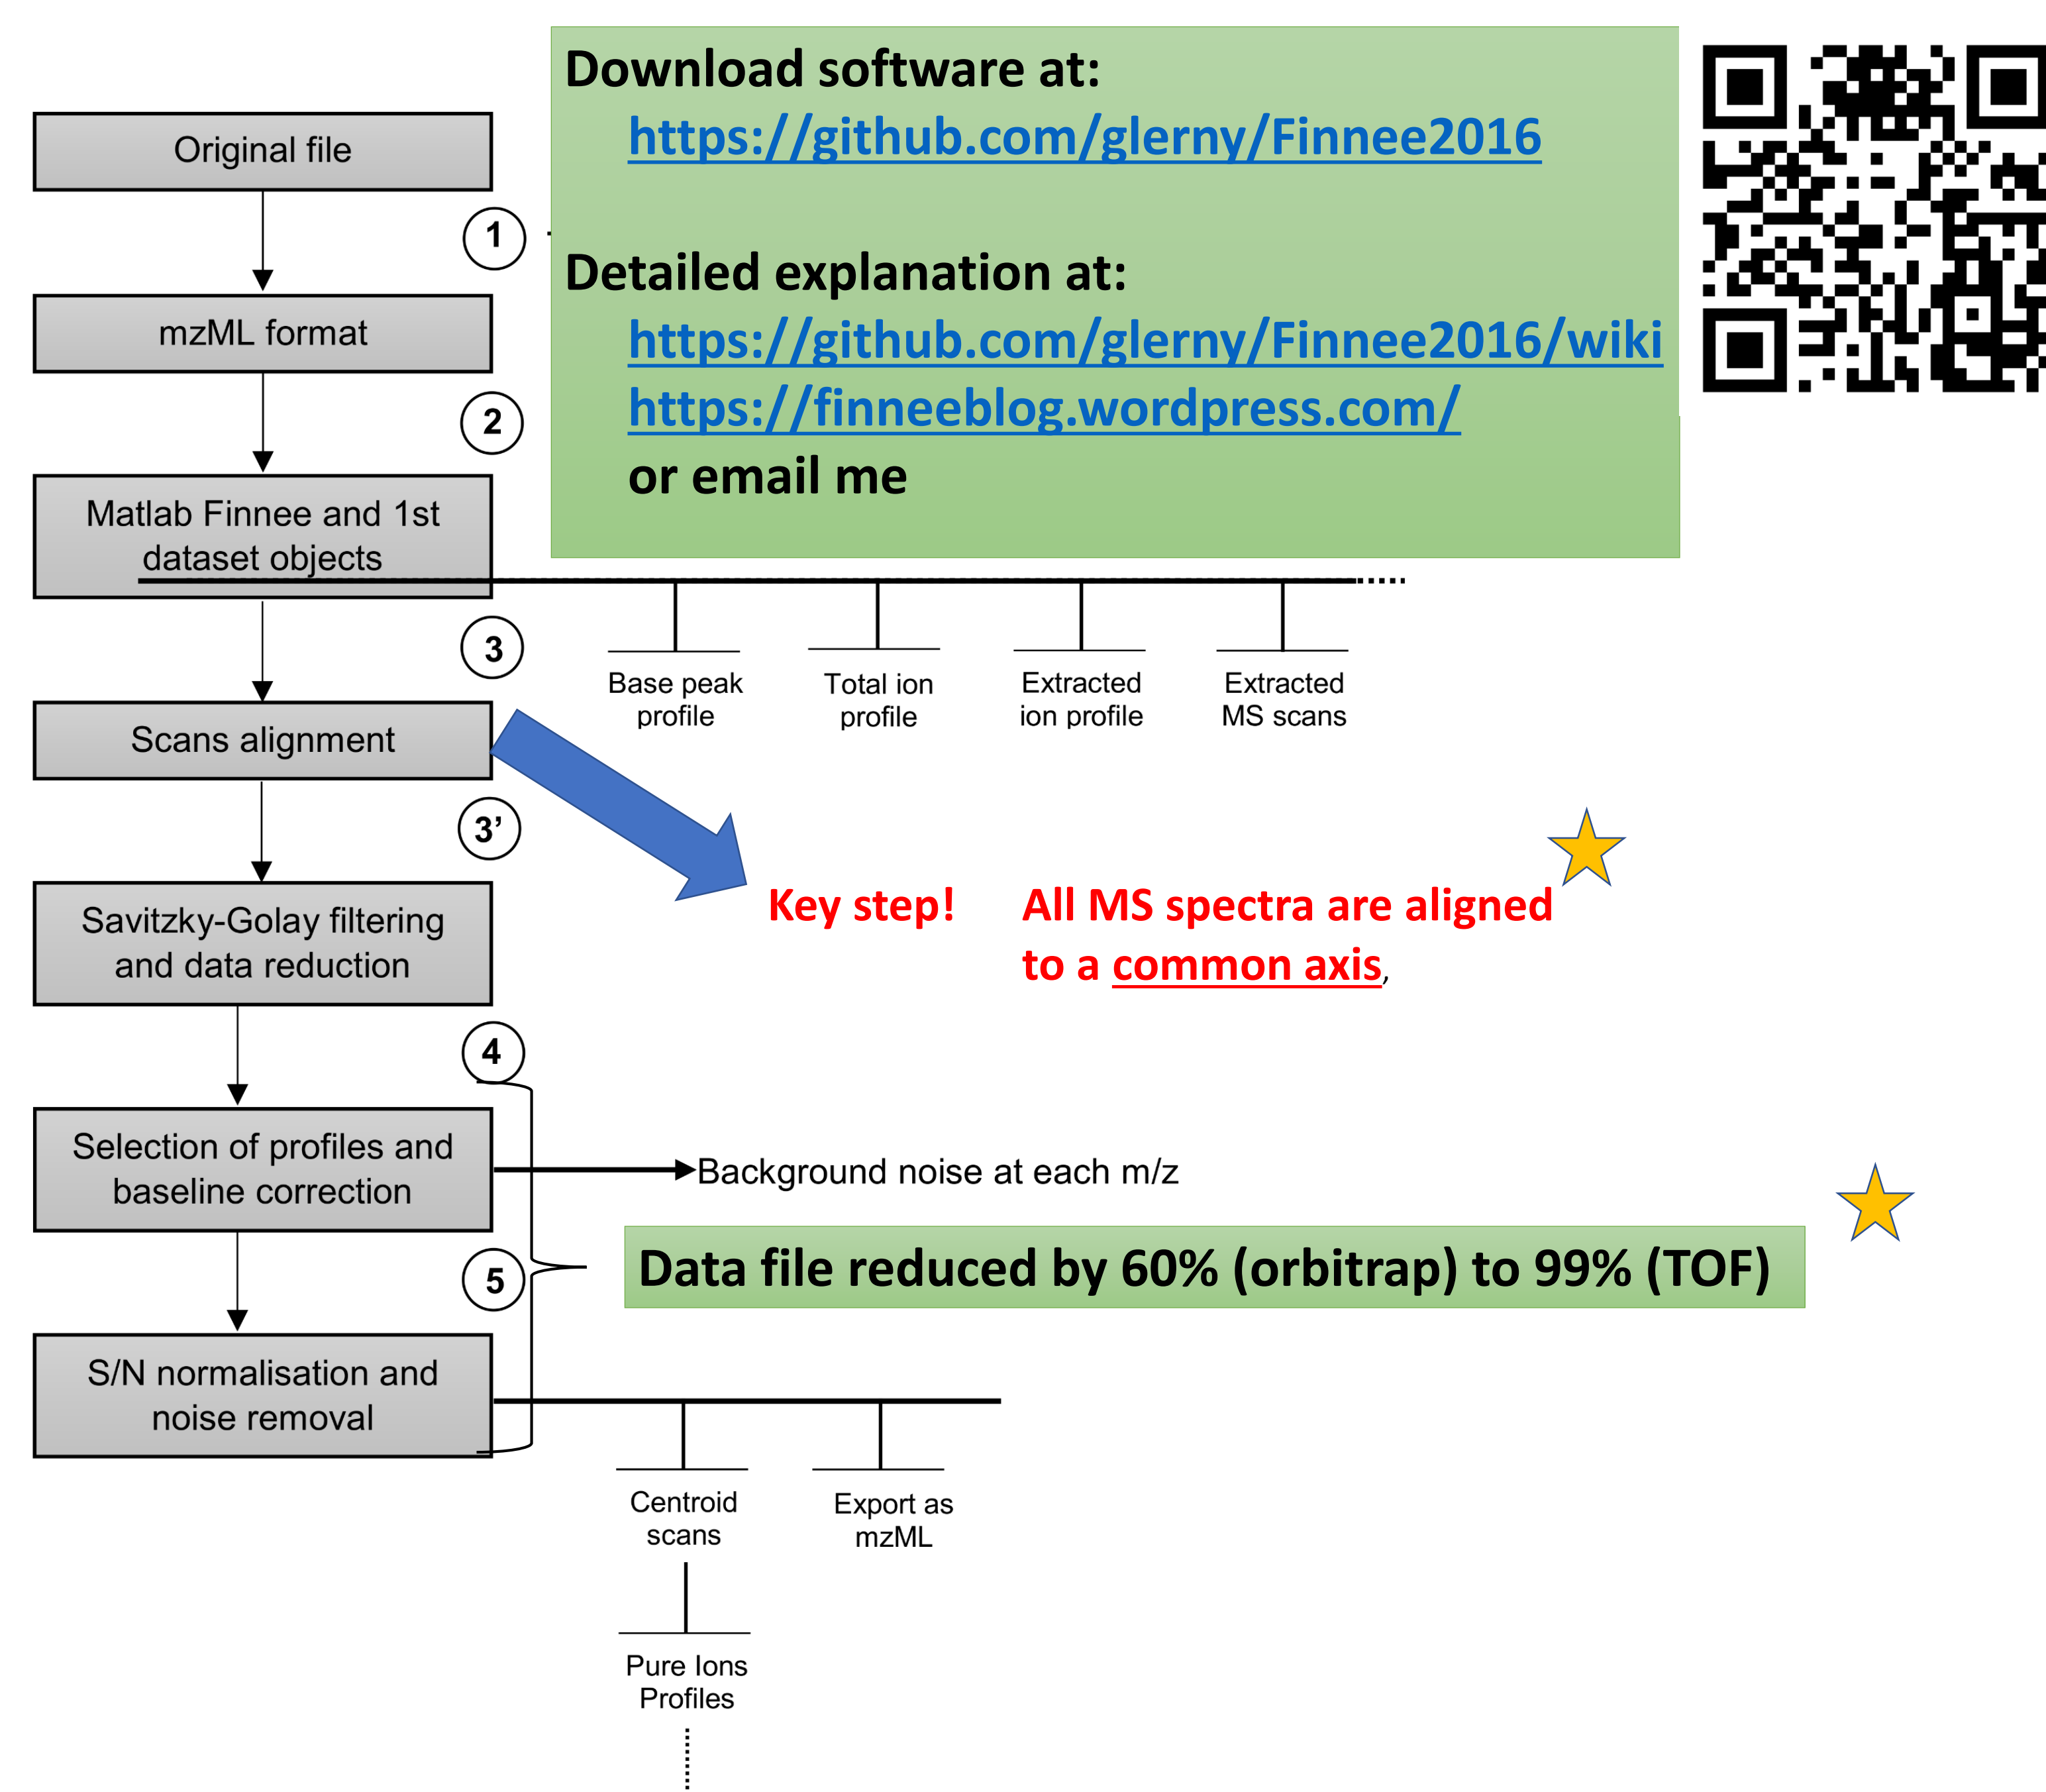 Download software at:
https://github.com/glerny/Finnee2016
Detailed explanation at:
https://github.com/glerny/Finnee2016/wiki
https://finneeblog.wordpress.com/
or email me
Original file
1
mzML format
2
Matlab Finnee and 1st
dataset objects
3
Base peak
profile
Total ion
profile
Extracted
ion profile
Extracted
MS scans
Scans alignment
3’
Key step!
All MS spectra are aligned
to a common axis,
Savitzky-Golay filtering
and data reduction
4
Selection of profiles and
baseline correction
Background noise at each m/z
5
Data file reduced by 60% (orbitrap) to 99% (TOF)
S/N normalisation and
noise removal
Centroid
scans
Export as
mzML
Pure Ions
Profiles